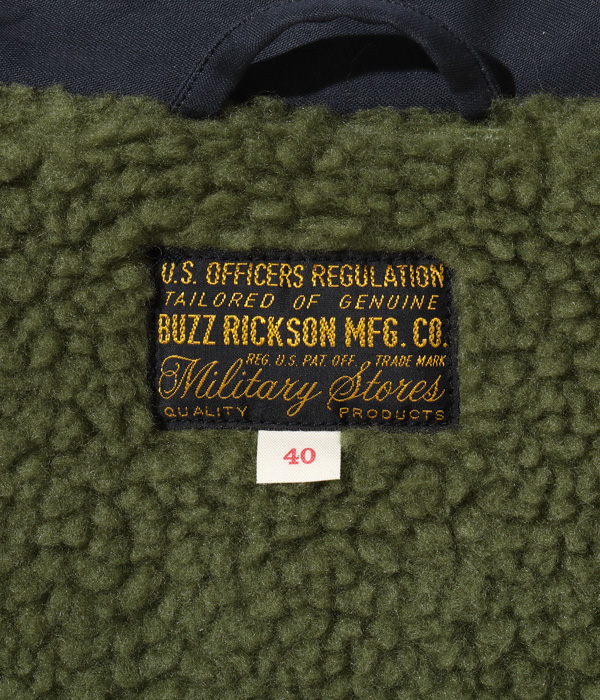 U.S. OFFICERS REGULATION
TAILORED OF GENUINE
BUZZ RICKSON MFG. CO.
REG. U.S. PAT. OFF. TRADE MARK
Military Stores
QUALITY PRODUCTS
40